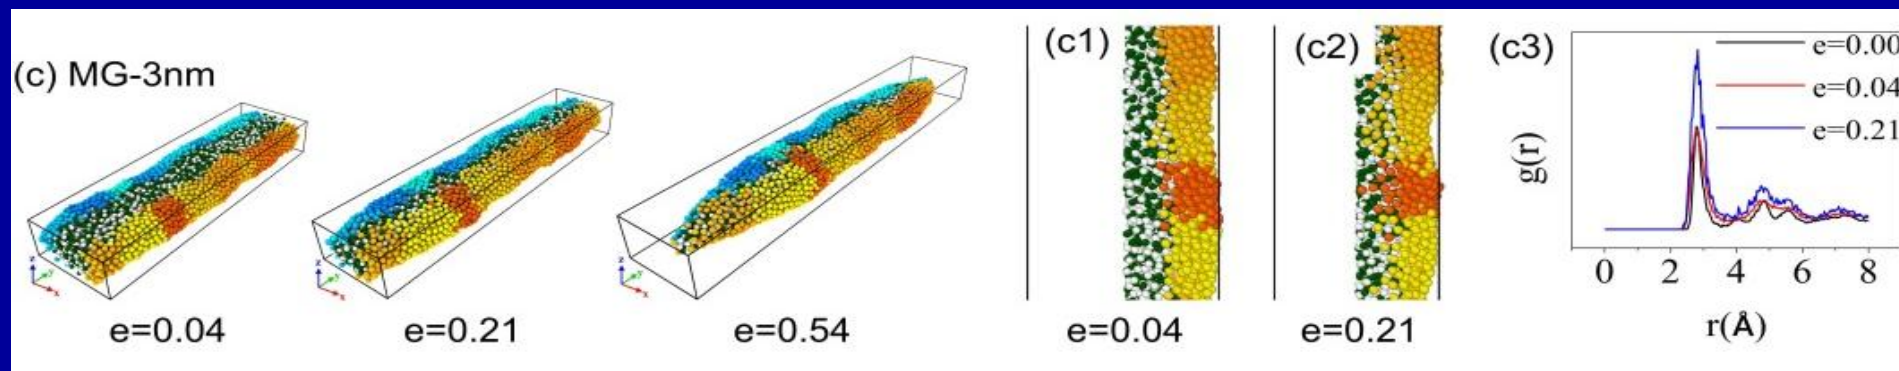 (c) MG-3nm
z
y
x
e=0.04
z
y
x
e=0.21
z
y
x
e=0.54
(c1)
e=0.04
(c2)
e=0.21
(c3)
e=0.00
e=0.04
e=0.21
g(r)
0 2 4 6 8
r(Å)